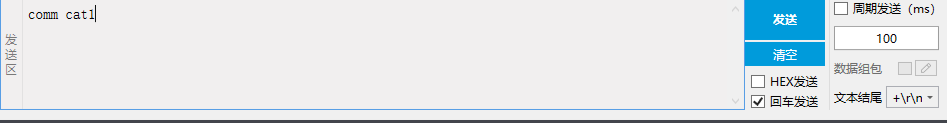 comm cat1
发送区
发送
清空
HEX发送
回车发送
周期发送（ms）
100
数据组包
文本结尾 +\r\n